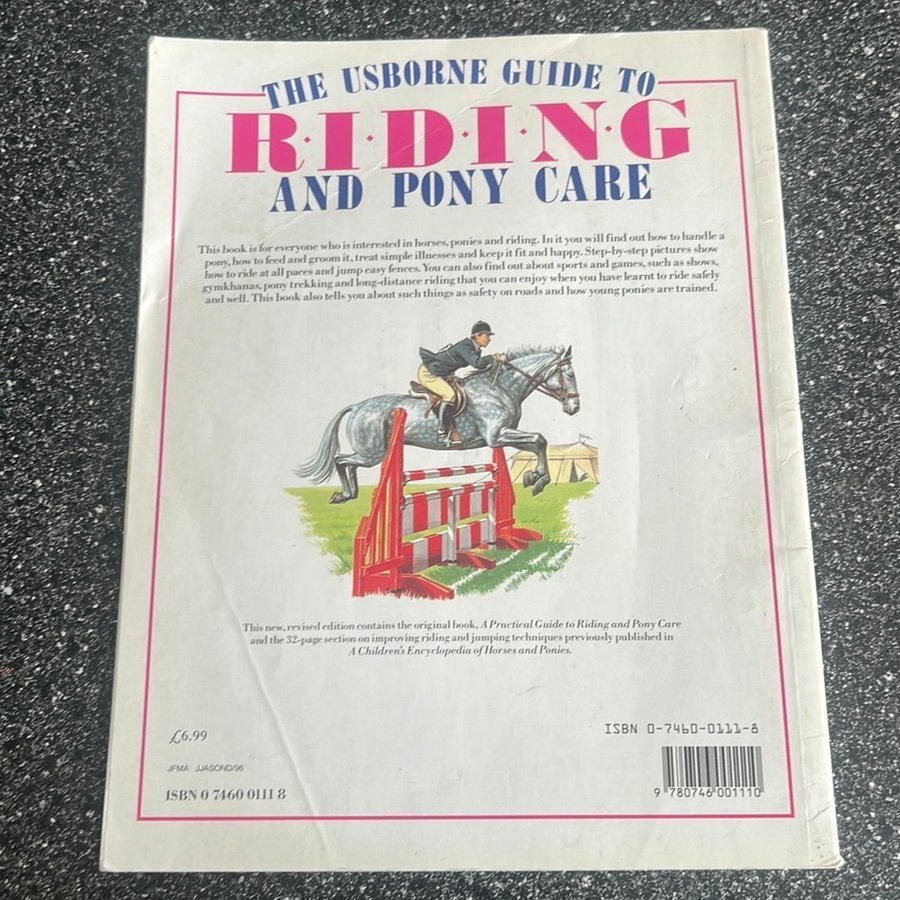 THE USBORNE GUIDE TO
R·I·D·I·N·G
AND PONY CARE
This book is for everyone who is interested in horses, ponies and riding. In it you will find out how to handle a
pony, how to feed and groom it, treat simple illnesses and keep it fit and happy. Step-by-step pictures show
how to ride at all paces and jump easy fences. You can also find out about sports and games, such as shows,
gymkhanas, pony trekking and long-distance riding that you can enjoy when you have learnt to ride safely
and well. This book also tells you about such things as safety on roads and how young ponies are trained.
This new, revised edition contains the original book, A Practical Guide to Riding and Pony Care
and the 32-page section on improving riding and jumping techniques previously published in
A Children's Encyclopedia of Horses and Ponies.
£6.99
JFMA JJASOND/96
ISBN 0 7460 0111 8
ISBN 0-7460-0111-8
9 780746 001110